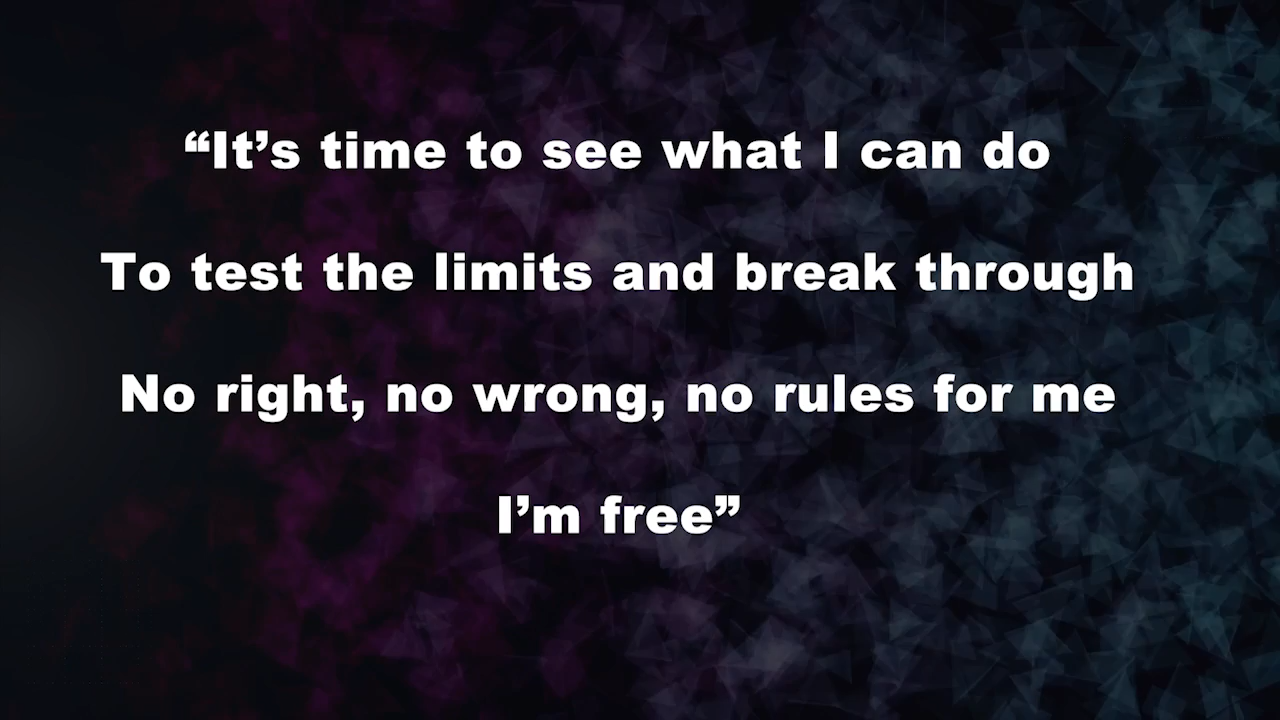 “It’s time to see what I can do
To test the limits and break through
No right, no wrong, no rules for me
I’m free”